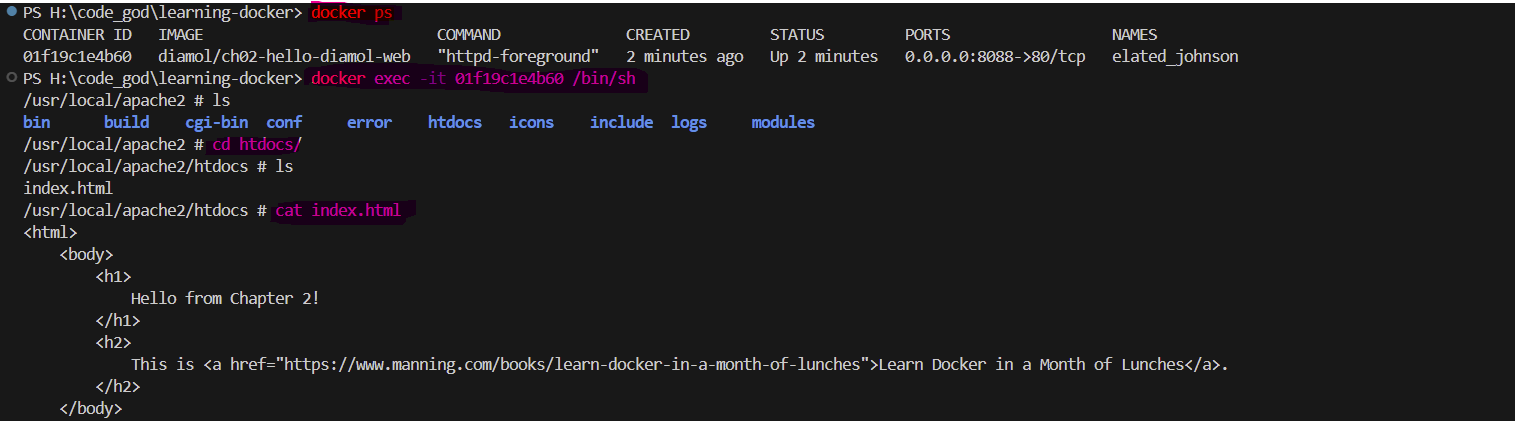 PS H:\code_god\learning-docker> docker ps
CONTAINER ID   IMAGE                          COMMAND              CREATED         STATUS         PORTS                  NAMES
01f19c1e4b60   diamol/ch02-hello-diamol-web   "httpd-foreground"   2 minutes ago   Up 2 minutes   0.0.0.0:8088->80/tcp   elated_johnson
PS H:\code_god\learning-docker> docker exec -it 01f19c1e4b60 /bin/sh
/usr/local/apache2 # ls
bin      build    cgi-bin  conf     error    htdocs   icons    include  logs     modules
/usr/local/apache2 # cd htdocs/
/usr/local/apache2/htdocs # ls
index.html
/usr/local/apache2/htdocs # cat index.html
<html>
    <body>
        <h1>
            Hello from Chapter 2!
        </h1>
        <h2>
            This is <a href="https://www.manning.com/books/learn-docker-in-a-month-of-lunches">Learn Docker in a Month of Lunches</a>.
        </h2>
    </body>